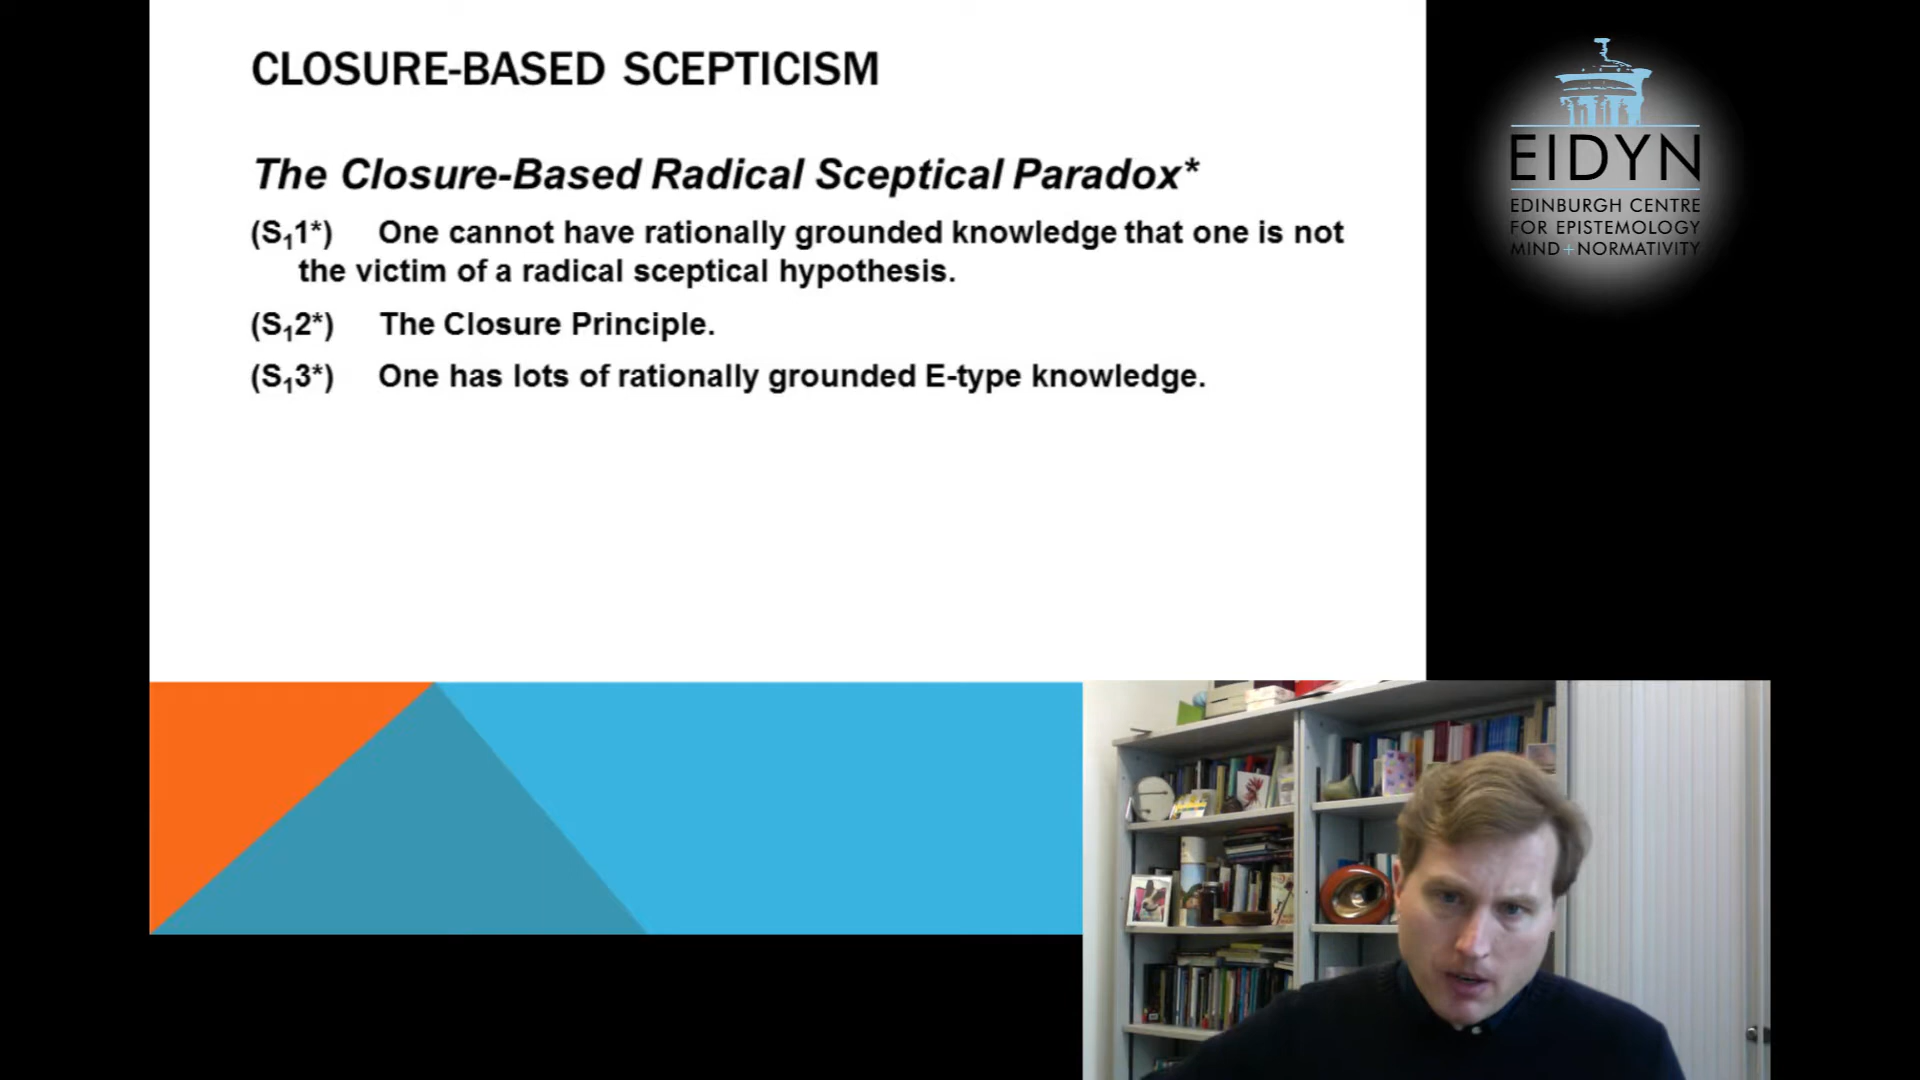 CLOSURE-BASED SCEPTICISM
The Closure-Based Radical Sceptical Paradox*
(S₁1*) One cannot have rationally grounded knowledge that one is not
the victim of a radical sceptical hypothesis.
(S₁2*) The Closure Principle.
(S₁3*) One has lots of rationally grounded E-type knowledge.
EIDYN
EDINBURGH CENTRE
FOR EPISTEMOLOGY
MIND+NORMATIVITY